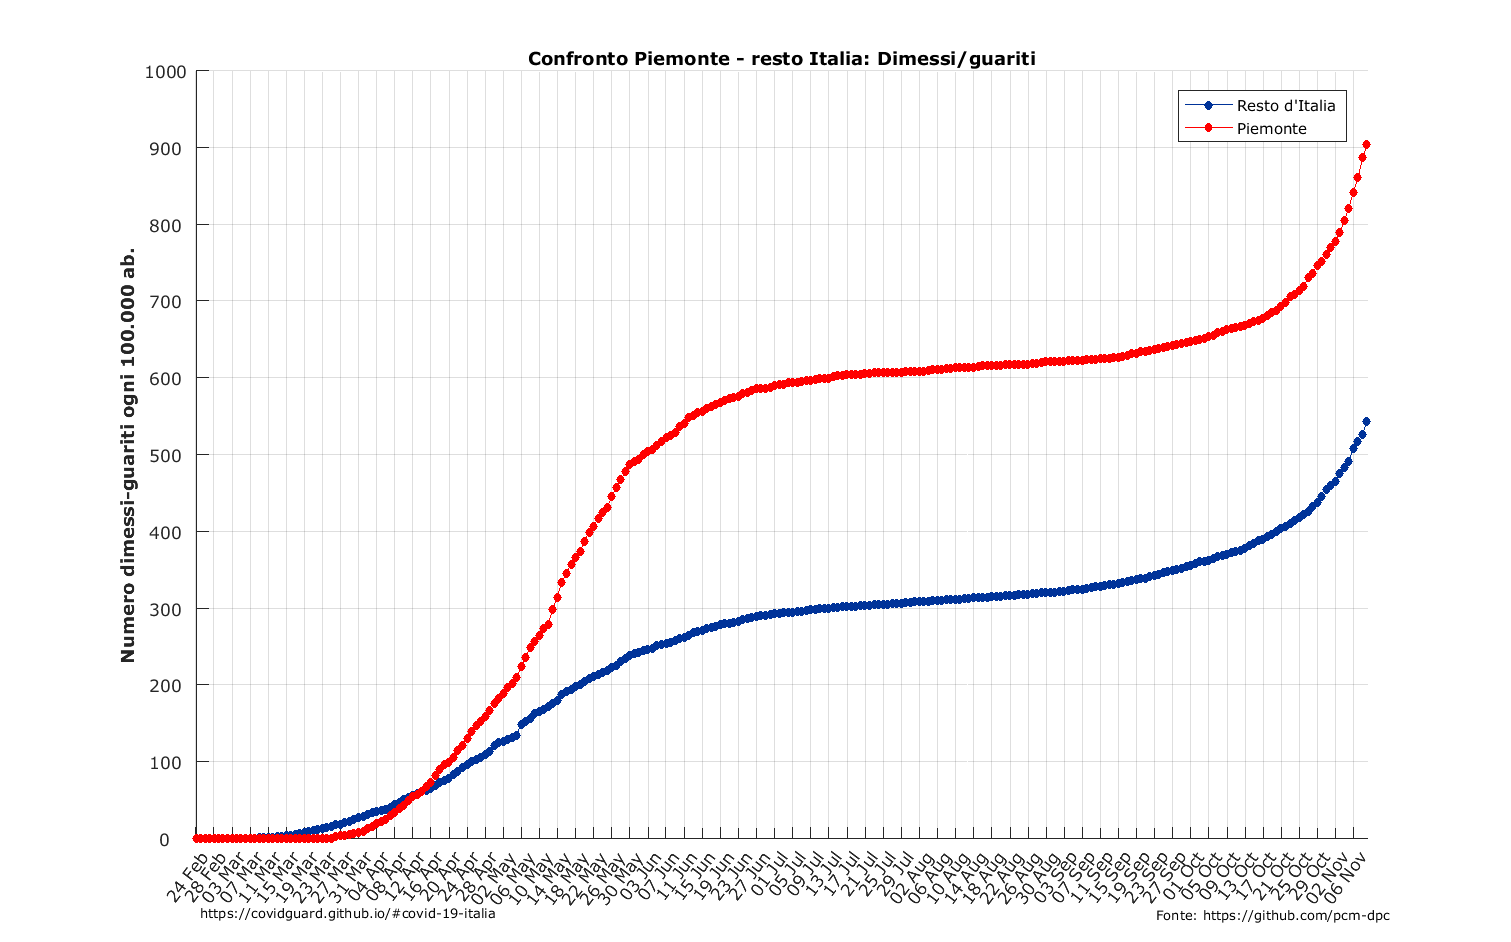 Confronto Piemonte - resto Italia: Dimessi/guariti
Resto d'Italia
Piemonte
Numero dimessi-guariti ogni 100.000 ab.
1000
900
800
700
600
500
400
300
200
100
0
24 Feb
28 Feb
03 Mar
07 Mar
11 Mar
15 Mar
19 Mar
23 Mar
27 Mar
31 Mar
04 Apr
08 Apr
12 Apr
16 Apr
20 Apr
24 Apr
28 Apr
02 May
06 May
10 May
14 May
18 May
22 May
26 May
30 May
03 Jun
07 Jun
11 Jun
15 Jun
19 Jun
23 Jun
27 Jun
01 Jul
05 Jul
09 Jul
13 Jul
17 Jul
21 Jul
25 Jul
29 Jul
02 Aug
06 Aug
10 Aug
14 Aug
18 Aug
22 Aug
26 Aug
30 Aug
03 Sep
07 Sep
11 Sep
15 Sep
19 Sep
23 Sep
27 Sep
01 Oct
05 Oct
09 Oct
13 Oct
17 Oct
21 Oct
25 Oct
29 Oct
02 Nov
06 Nov
https://covidguard.github.io/#covid-19-italia
Fonte: https://github.com/pcm-dpc